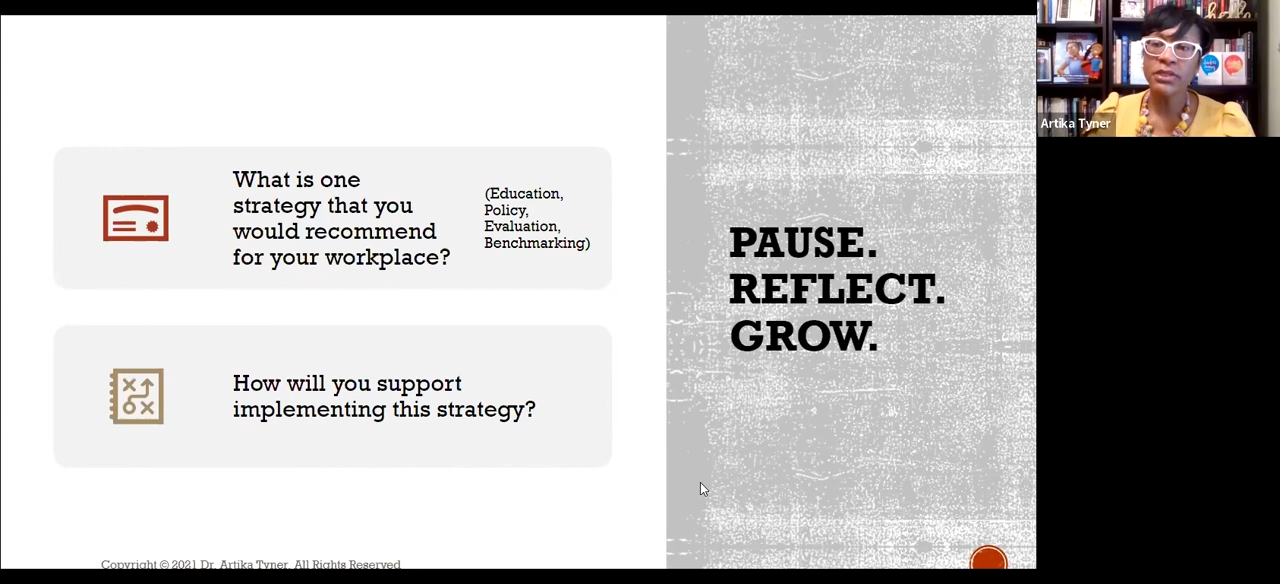 What is one
strategy that you
would recommend
for your workplace?
(Education,
Policy,
Evaluation,
Benchmarking)
How will you support
implementing this strategy?
PAUSE.
REFLECT.
GROW.
Copyright © 2021 Dr. Artika Tyner. All Rights Reserved
Artika Tyner